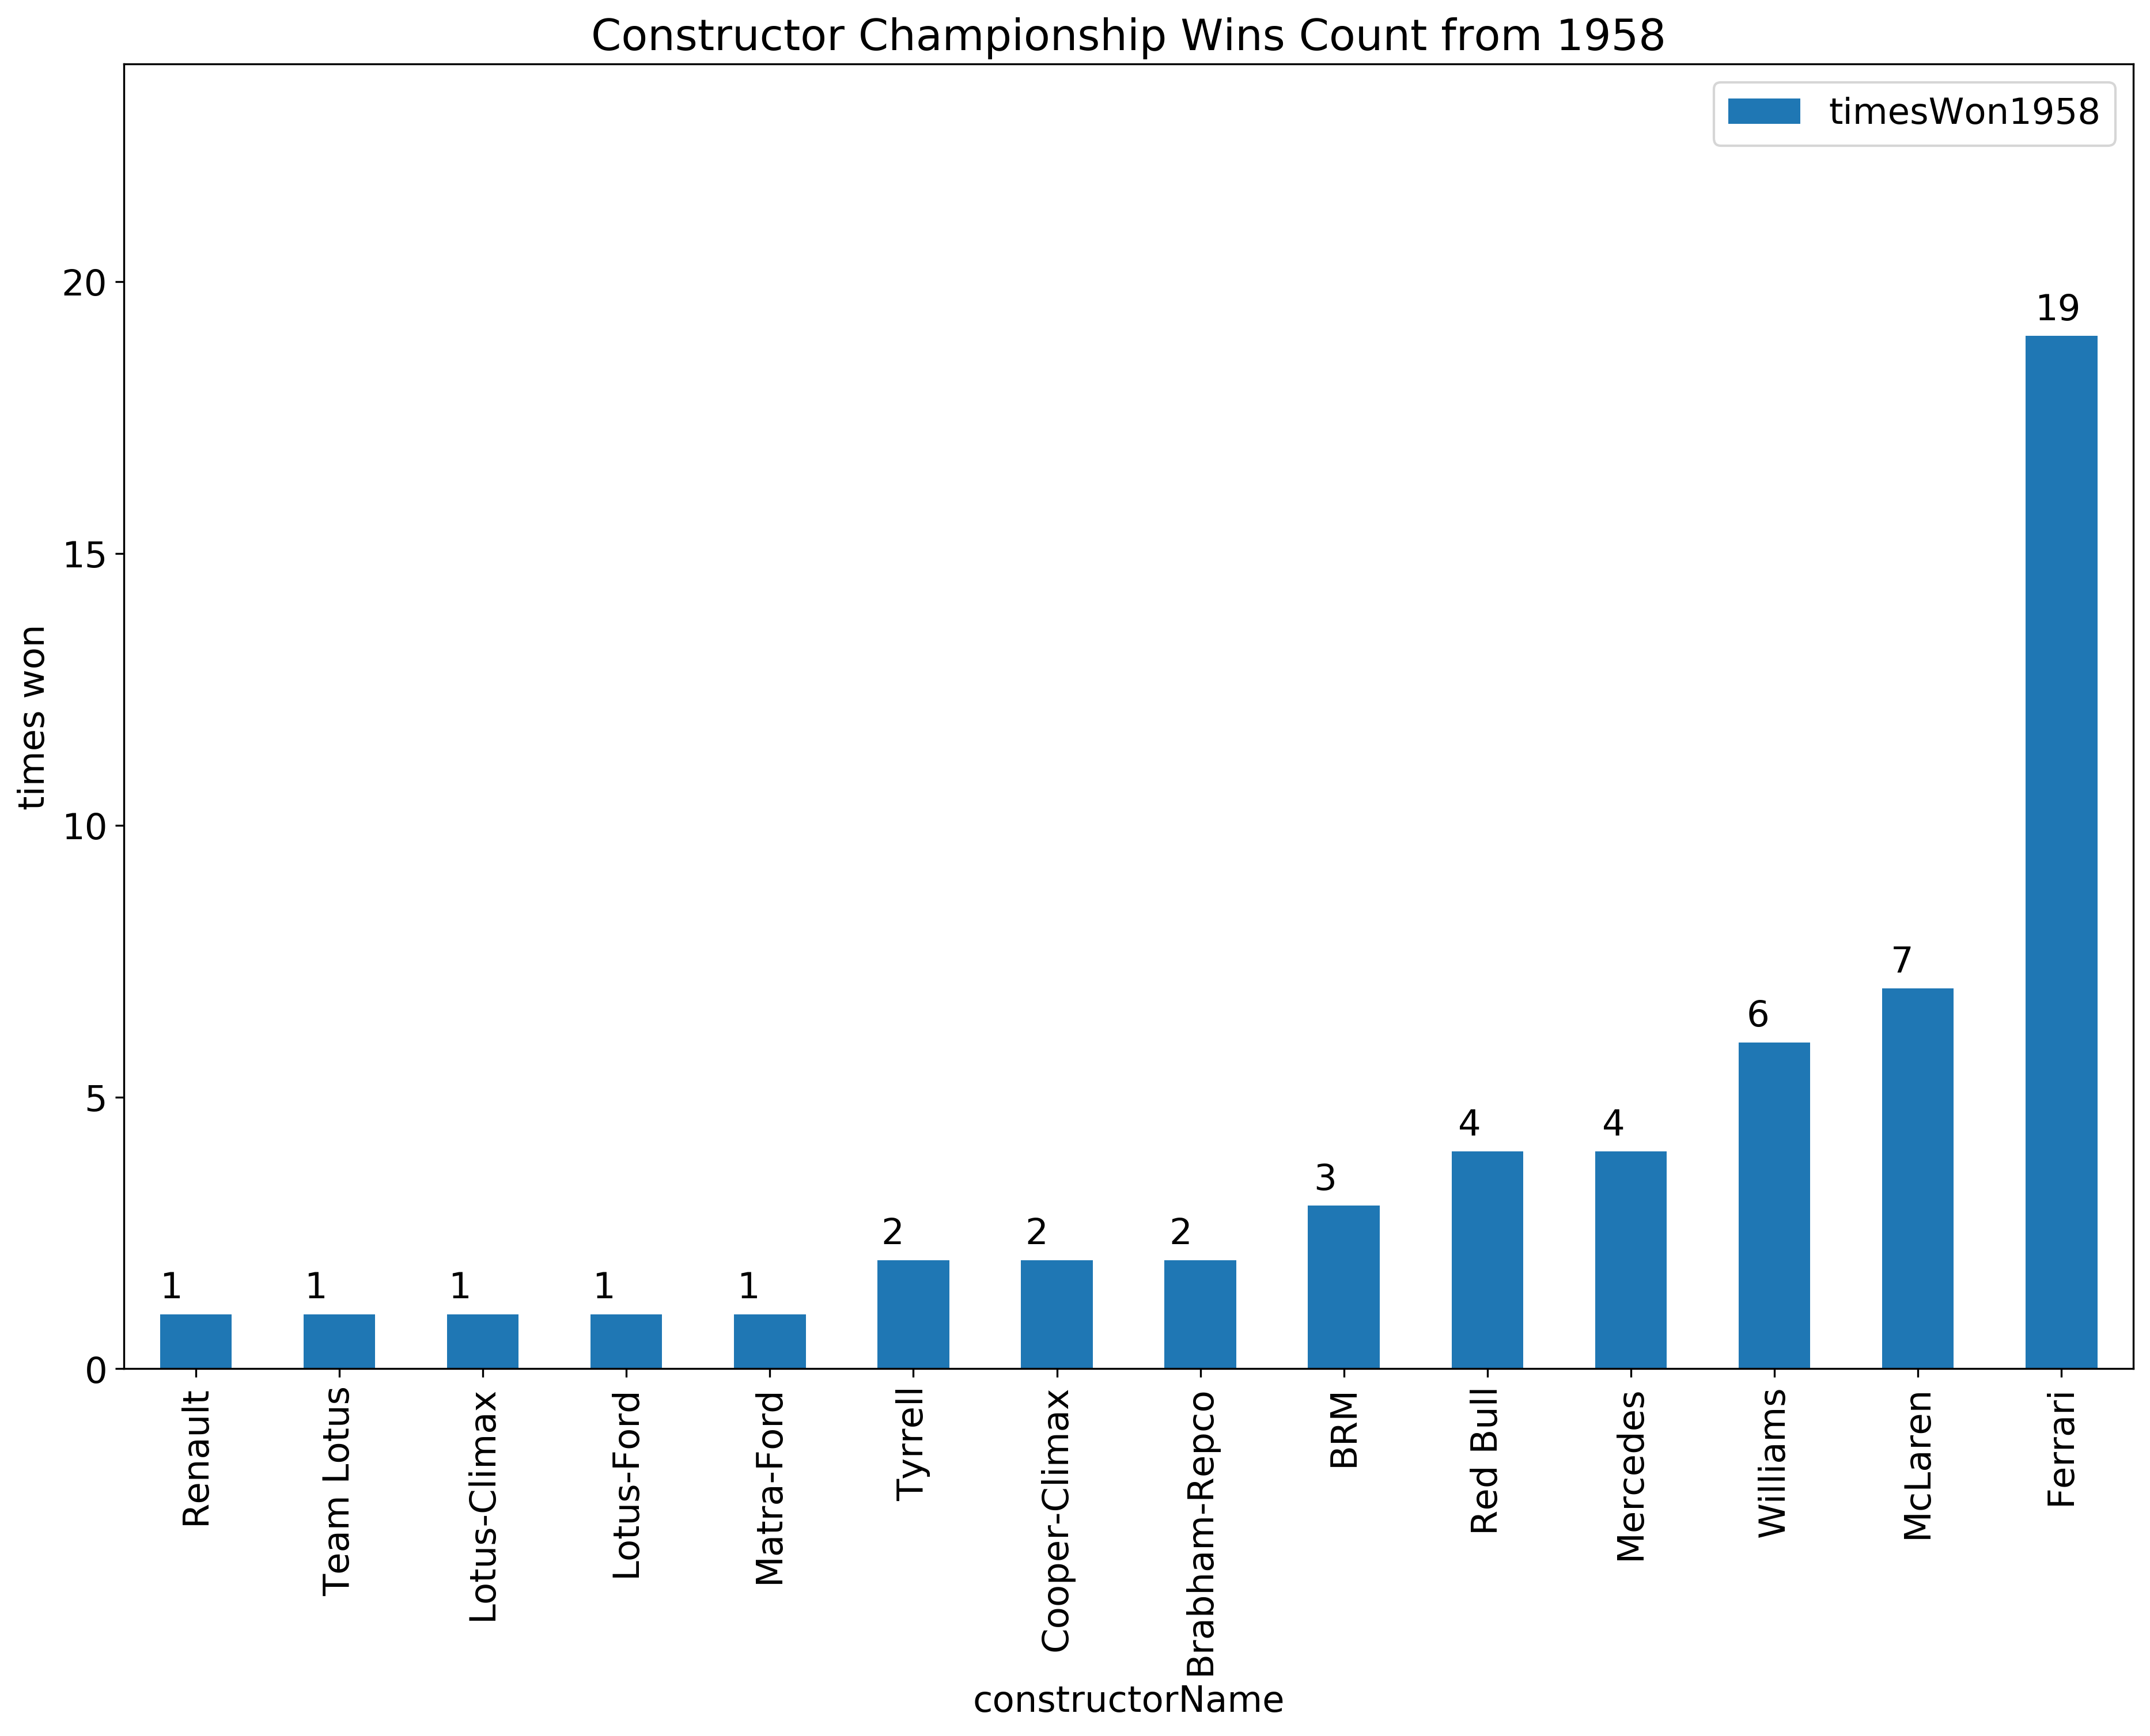 Constructor Championship Wins Count from 1958
timesWon1958
times won
20
15
10
5
0
1
1
1
1
1
2
2
2
3
4
4
6
7
19
Renault
Team Lotus
Lotus-Climax
Lotus-Ford
Matra-Ford
Tyrrell
Cooper-Climax
Brabham-Repco
BRM
Red Bull
Mercedes
Williams
McLaren
Ferrari
constructorName